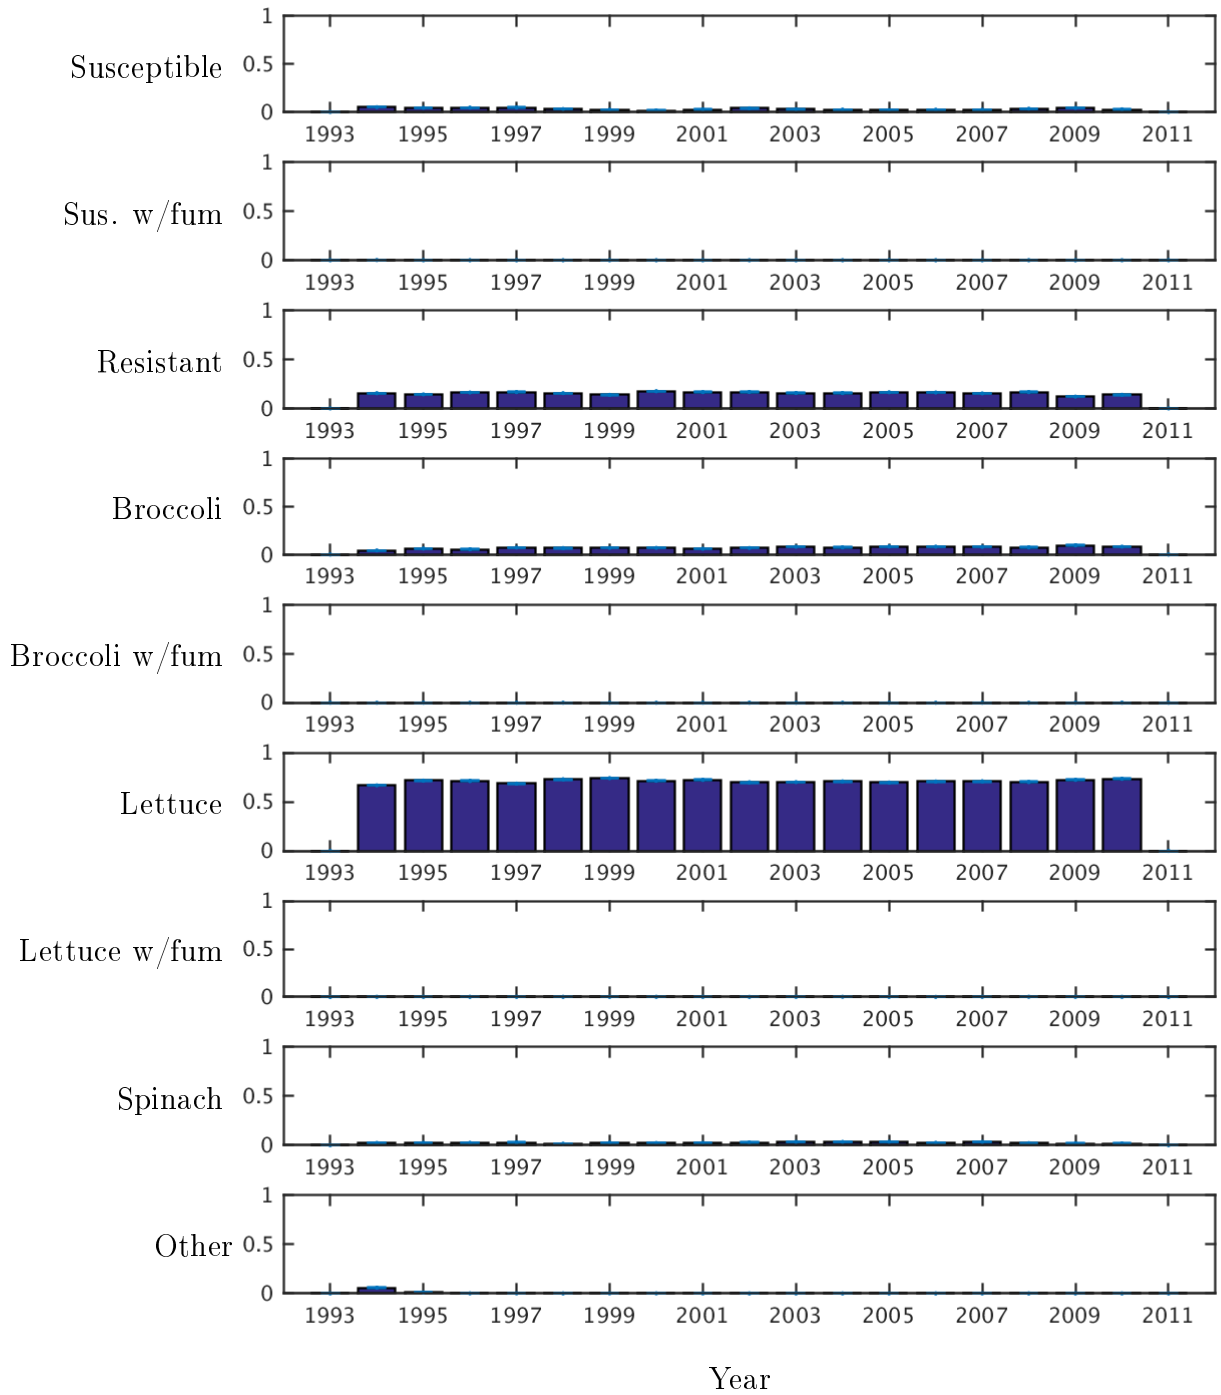 1
Susceptible 0.5
0
1993 1995 1997 1999 2001 2003 2005 2007 2009 2011
1
Sus. w/fum 0.5
0
1993 1995 1997 1999 2001 2003 2005 2007 2009 2011
1
Resistant 0.5
0
1993 1995 1997 1999 2001 2003 2005 2007 2009 2011
1
Broccoli 0.5
0
1993 1995 1997 1999 2001 2003 2005 2007 2009 2011
1
Broccoli w/fum 0.5
0
1993 1995 1997 1999 2001 2003 2005 2007 2009 2011
1
Lettuce 0.5
0
1993 1995 1997 1999 2001 2003 2005 2007 2009 2011
1
Lettuce w/fum 0.5
0
1993 1995 1997 1999 2001 2003 2005 2007 2009 2011
1
Spinach 0.5
0
1993 1995 1997 1999 2001 2003 2005 2007 2009 2011
1
Other 0.5
0
1993 1995 1997 1999 2001 2003 2005 2007 2009 2011
Year